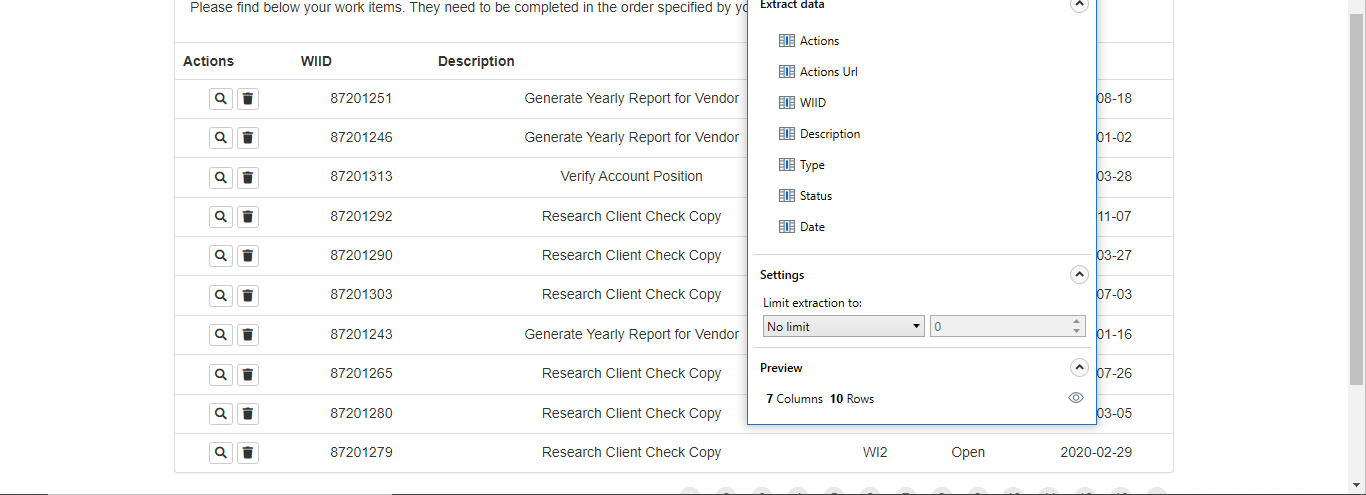 Please find below your work items. They need to be completed in the order specified by
Actions WIID Description
87201251 Generate Yearly Report for Vendor 08-18
87201246 Generate Yearly Report for Vendor 01-02
87201313 Verify Account Position 03-28
87201292 Research Client Check Copy 11-07
87201290 Research Client Check Copy 03-27
87201303 Research Client Check Copy 07-03
87201243 Generate Yearly Report for Vendor 01-16
87201265 Research Client Check Copy 07-26
87201280 Research Client Check Copy 03-05
87201279 Research Client Check Copy WI2 Open 2020-02-29
Extract data
Actions
Actions Url
WIID
Description
Type
Status
Date
Settings
Limit extraction to:
No limit 0
Preview
7 Columns 10 Rows